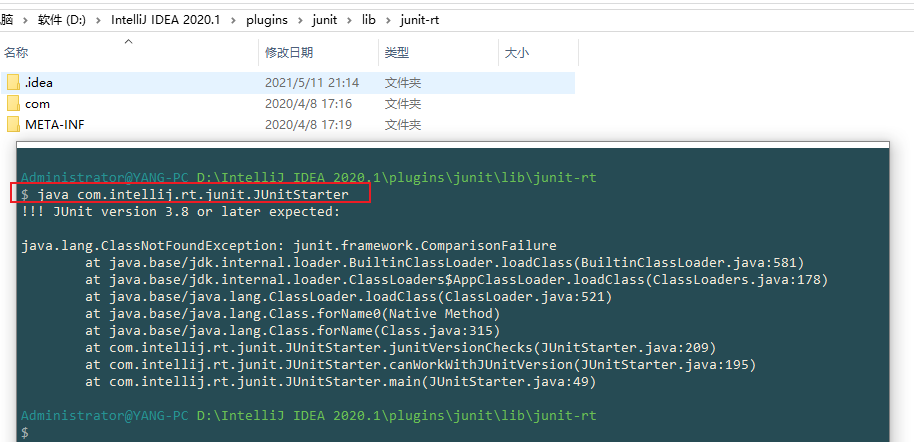 脑 › 软件 (D:) › IntelliJ IDEA 2020.1 › plugins › junit › lib › junit-rt
名称 修改日期 类型 大小
.idea 2021/5/11 21:14 文件夹
com 2020/4/8 17:16 文件夹
META-INF 2020/4/8 17:19 文件夹
Administrator@YANG-PC D:\IntelliJ IDEA 2020.1\plugins\junit\lib\junit-rt
$ java com.intellij.rt.junit.JUnitStarter
!!! JUnit version 3.8 or later expected:
java.lang.ClassNotFoundException: junit.framework.ComparisonFailure
at java.base/jdk.internal.loader.BuiltinClassLoader.loadClass(BuiltinClassLoader.java:581)
at java.base/jdk.internal.loader.ClassLoaders$AppClassLoader.loadClass(ClassLoaders.java:178)
at java.base/java.lang.ClassLoader.loadClass(ClassLoader.java:521)
at java.base/java.lang.Class.forName0(Native Method)
at java.base/java.lang.Class.forName(Class.java:315)
at com.intellij.rt.junit.JUnitStarter.junitVersionChecks(JUnitStarter.java:209)
at com.intellij.rt.junit.JUnitStarter.canWorkWithJUnitVersion(JUnitStarter.java:195)
at com.intellij.rt.junit.JUnitStarter.main(JUnitStarter.java:49)
Administrator@YANG-PC D:\IntelliJ IDEA 2020.1\plugins\junit\lib\junit-rt
$